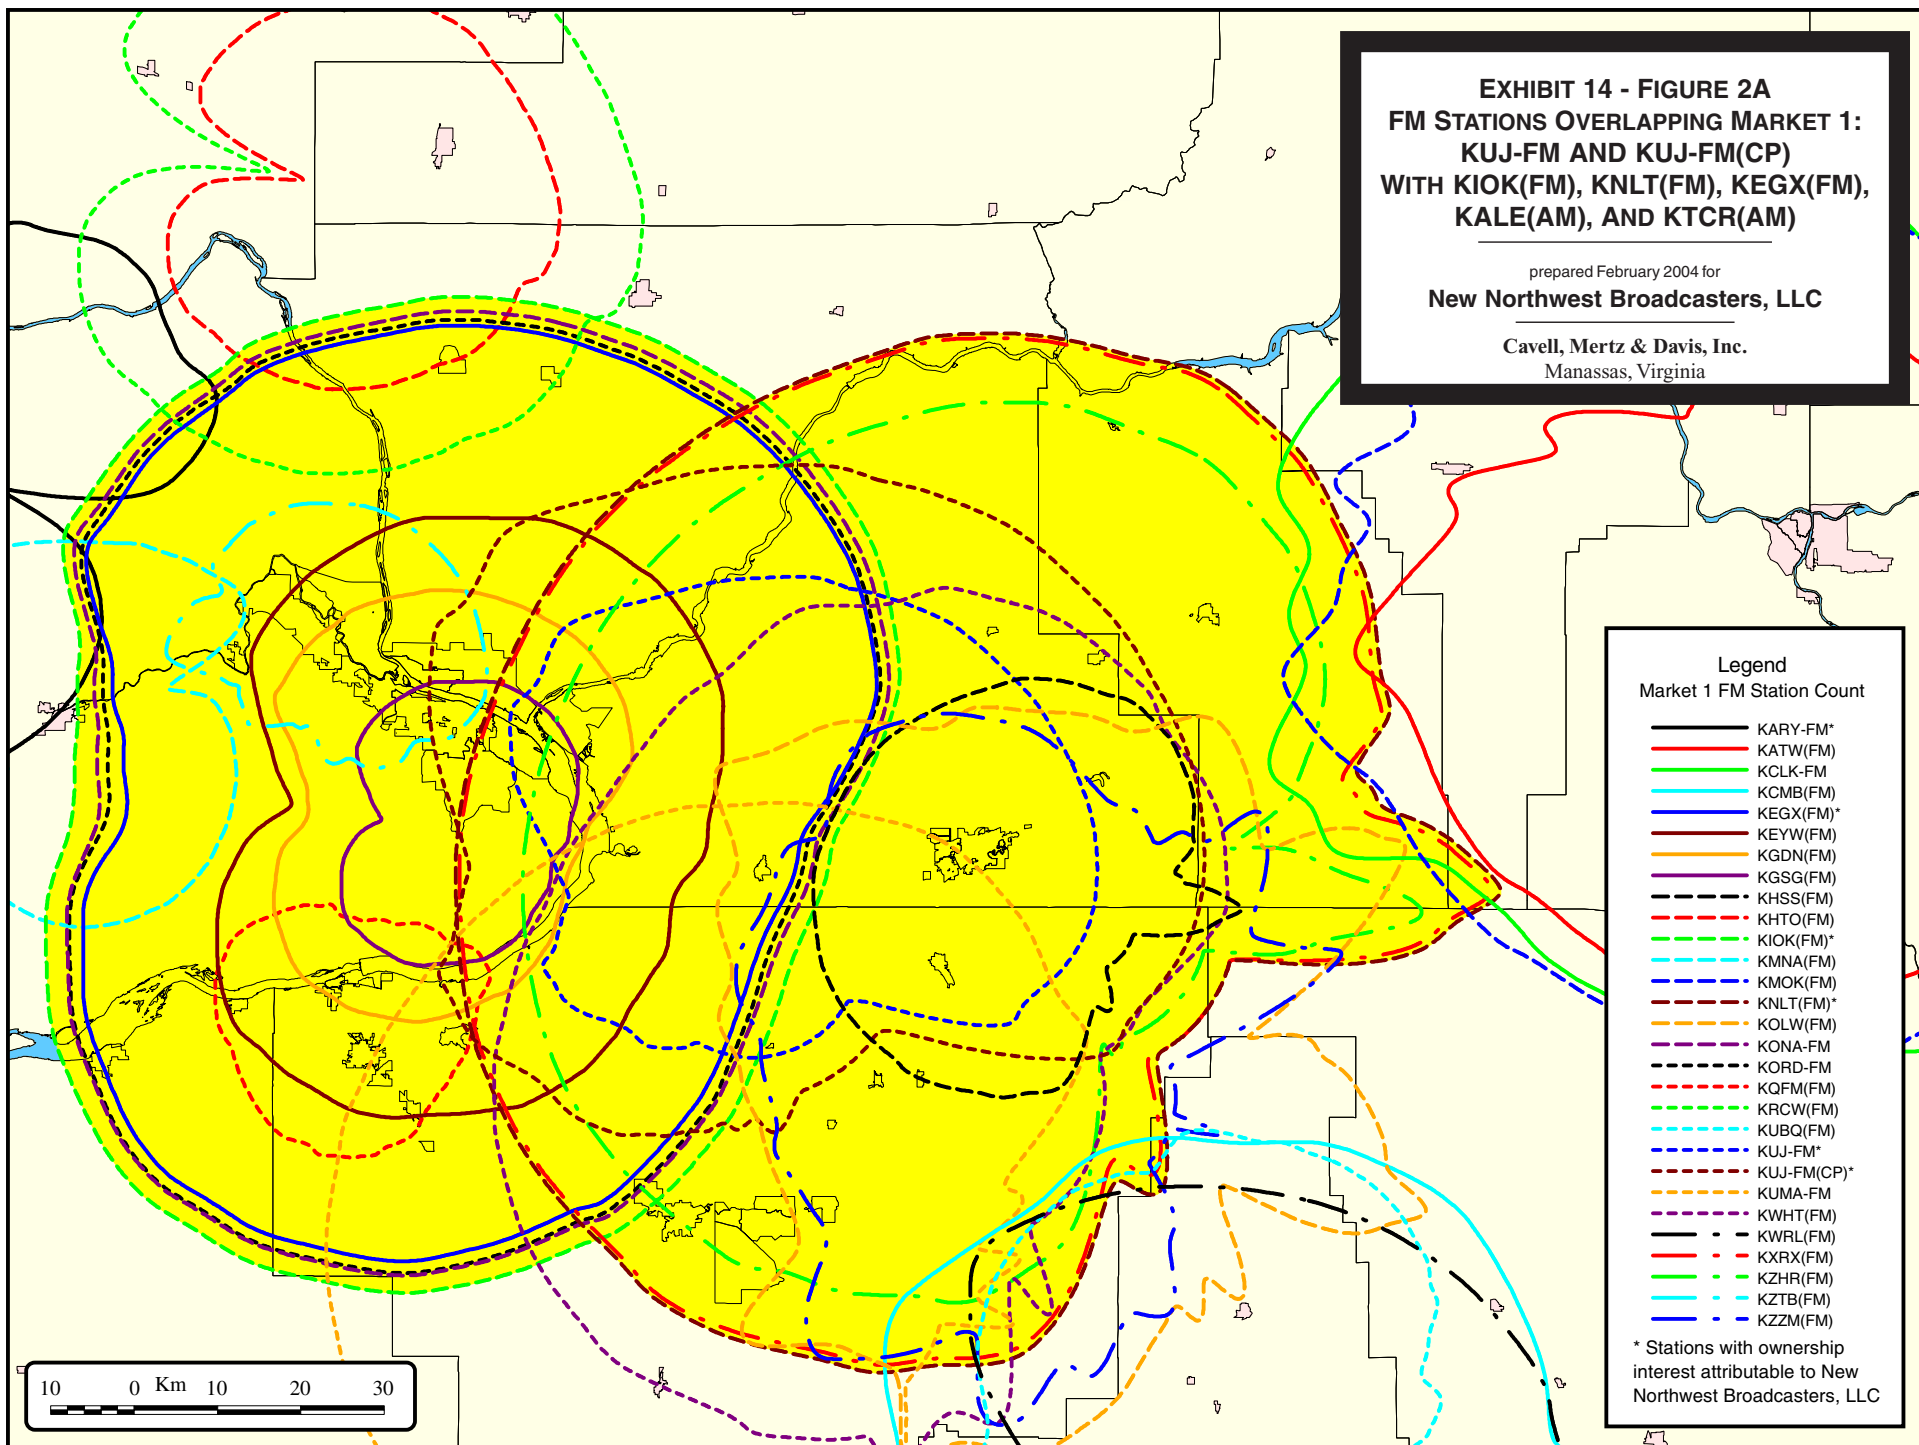 EXHIBIT 14 - FIGURE 2A
FM STATIONS OVERLAPPING MARKET 1:
KUJ-FM AND KUJ-FM(CP)
WITH KIOK(FM), KNLT(FM), KEGX(FM),
KALE(AM), AND KTCR(AM)
prepared February 2004 for
New Northwest Broadcasters, LLC
Cavell, Mertz & Davis, Inc.
Manassas, Virginia
Legend
Market 1 FM Station Count
KARY-FM*
KATW(FM)
KCLK-FM
KCMB(FM)
KEGX(FM)*
KEYW(FM)
KGDN(FM)
KGSG(FM)
KHSS(FM)
KHTO(FM)
KIOK(FM)*
KMNA(FM)
KMOK(FM)
KNLT(FM)*
KOLW(FM)
KONA-FM
KORD-FM
KQFM(FM)
KRCW(FM)
KUBQ(FM)
KUJ-FM*
KUJ-FM(CP)*
KUMA-FM
KWHT(FM)
KWRL(FM)
KXRX(FM)
KZHR(FM)
KZTB(FM)
KZZM(FM)
* Stations with ownership
interest attributable to New
Northwest Broadcasters, LLC
10 0 Km 10 20 30